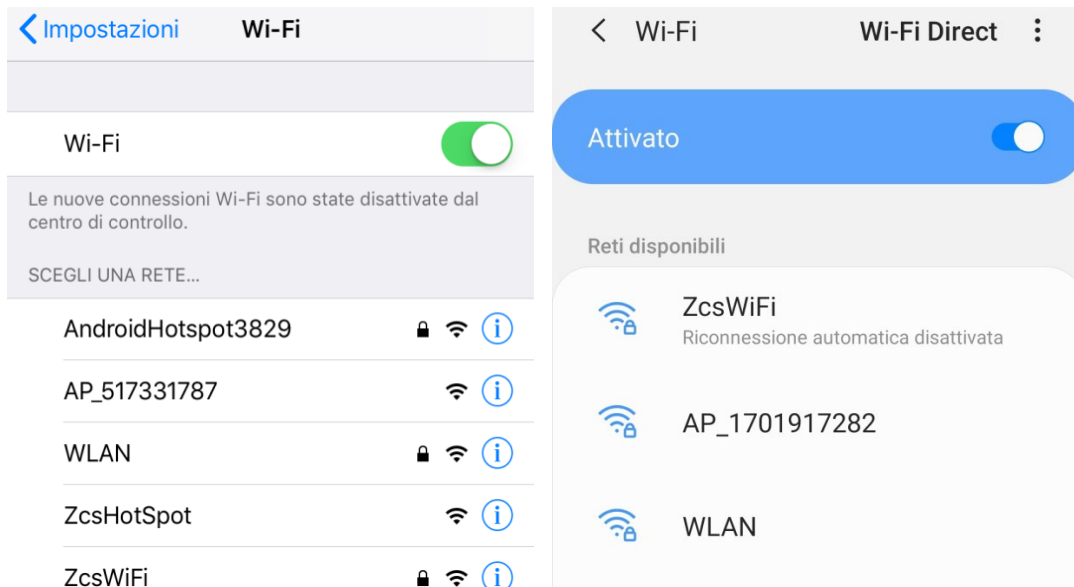 Impostazioni
Wi-Fi
Wi-Fi
Le nuove connessioni Wi-Fi sono state disattivate dal
centro di controllo.
SCEGLI UNA RETE...
AndroidHotspot3829
AP_517331787
WLAN
ZcsHotSpot
ZcsWiFi
Wi-Fi
Wi-Fi Direct
Attivato
Reti disponibili
ZcsWiFi
Riconnessione automatica disattivata
AP_1701917282
WLAN